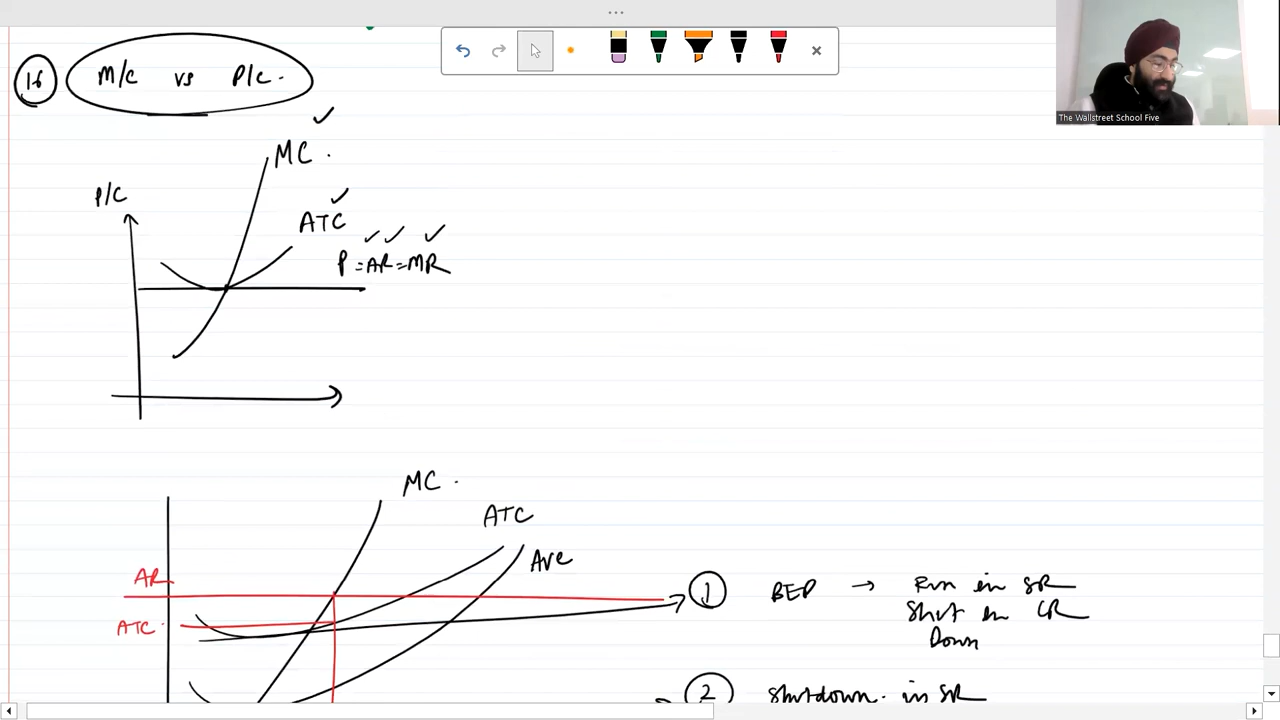 16 M/C vs P/C.
The Wallstreet School Five
MC.
P/C
ATC
P=AR=MR
MC.
ATC
AVC
AR
ATC
1 BEP → Run in SR
Shut in LR
Down
2 Shutdown. in SR